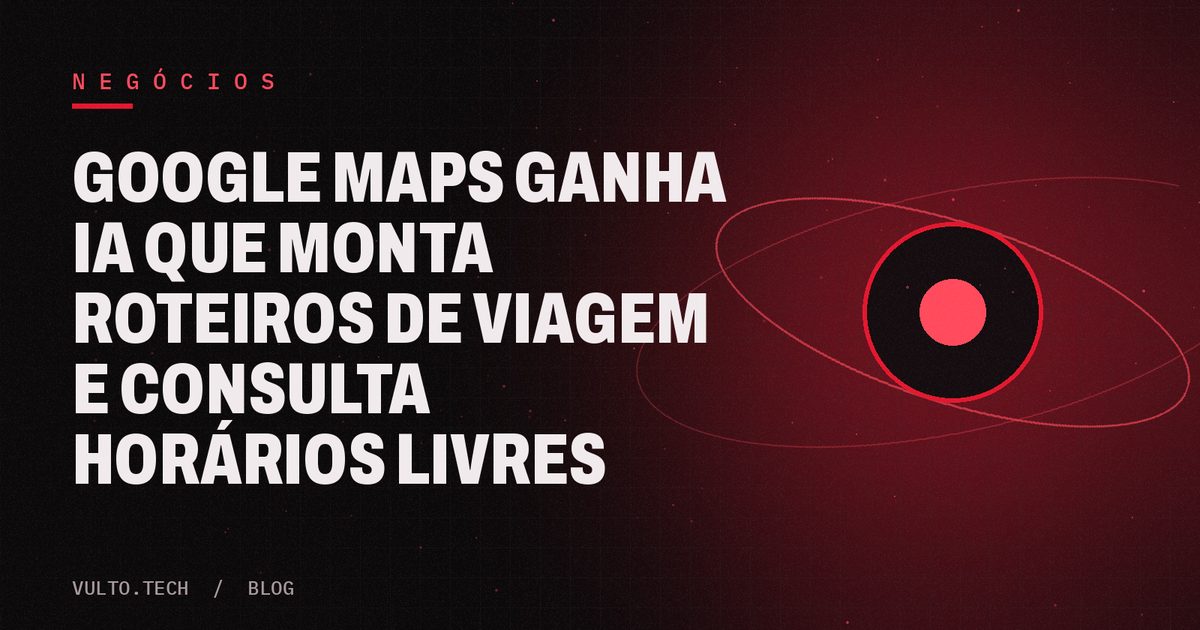 NEGÓCIOS
GOOGLE MAPS GANHA
IA QUE MONTA
ROTEIROS DE VIAGEM
E CONSULTA
HORÁRIOS LIVRES
VULTO.TECH / BLOG